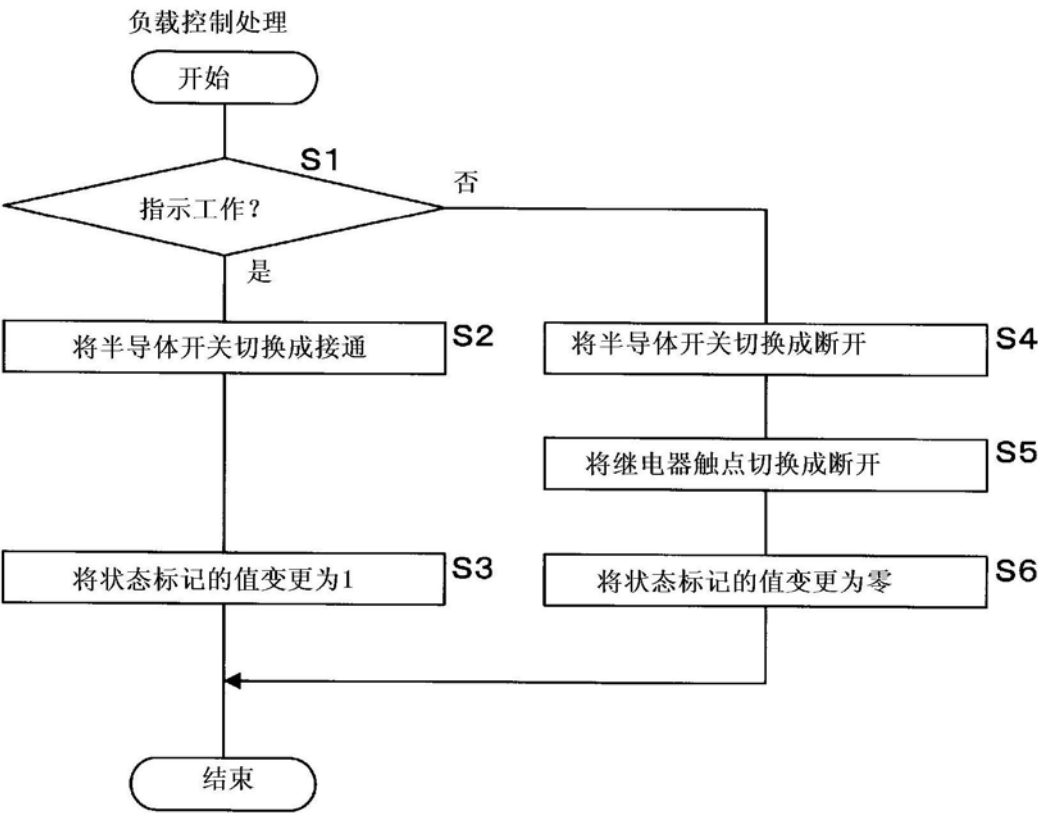 负载控制处理
开始
S1
指示工作?
否
是
将半导体开关切换成接通
S2
将半导体开关切换成断开
S4
将继电器触点切换成断开
S5
将状态标记的值变更为1
S3
将状态标记的值变更为零
S6
结束